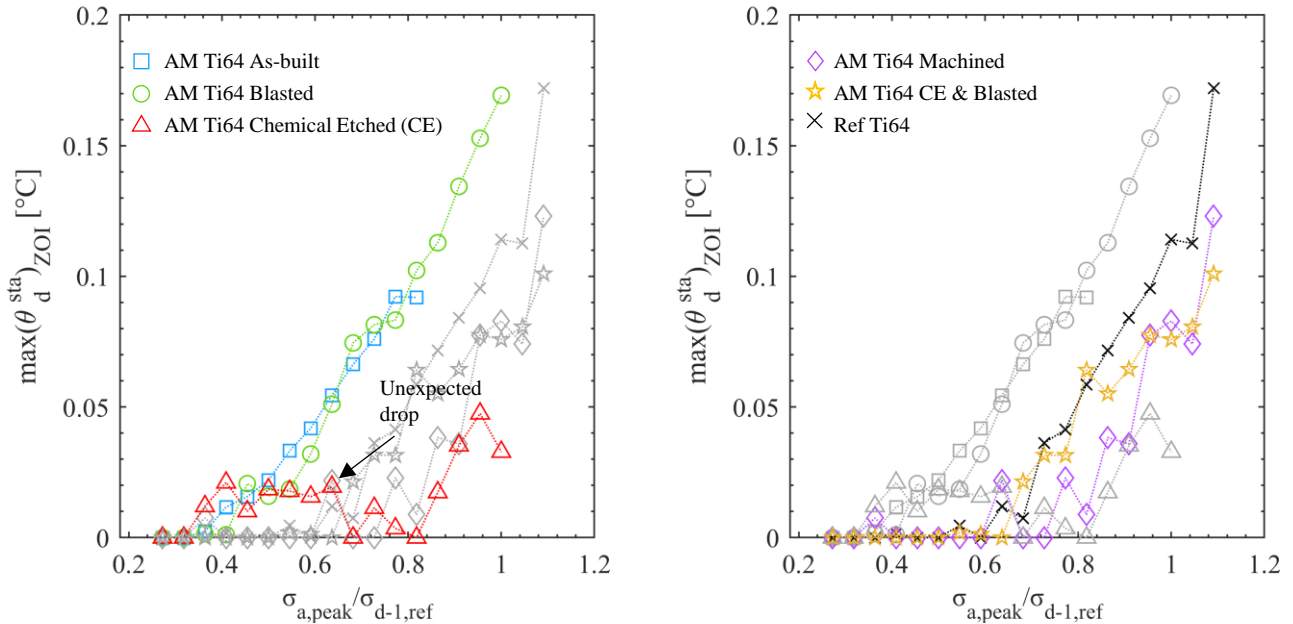 0.2
0.15
0.1
0.05
0
max(θ d sta)ZOI [°C]
AM Ti64 As-built
AM Ti64 Blasted
AM Ti64 Chemical Etched (CE)
Unexpected
drop
0.2 0.4 0.6 0.8 1 1.2
σa,peak/σd-1,ref
0.2
0.15
0.1
0.05
0
max(θ d sta)ZOI [°C]
AM Ti64 Machined
AM Ti64 CE & Blasted
Ref Ti64
0.2 0.4 0.6 0.8 1 1.2
σa,peak/σd-1,ref